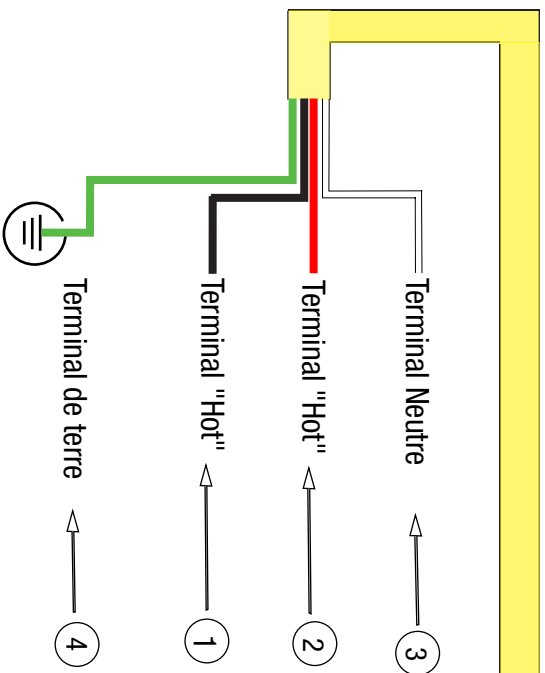 Terminal Neutre
3
Terminal "Hot"
2
Terminal "Hot"
1
Terminal de terre
4